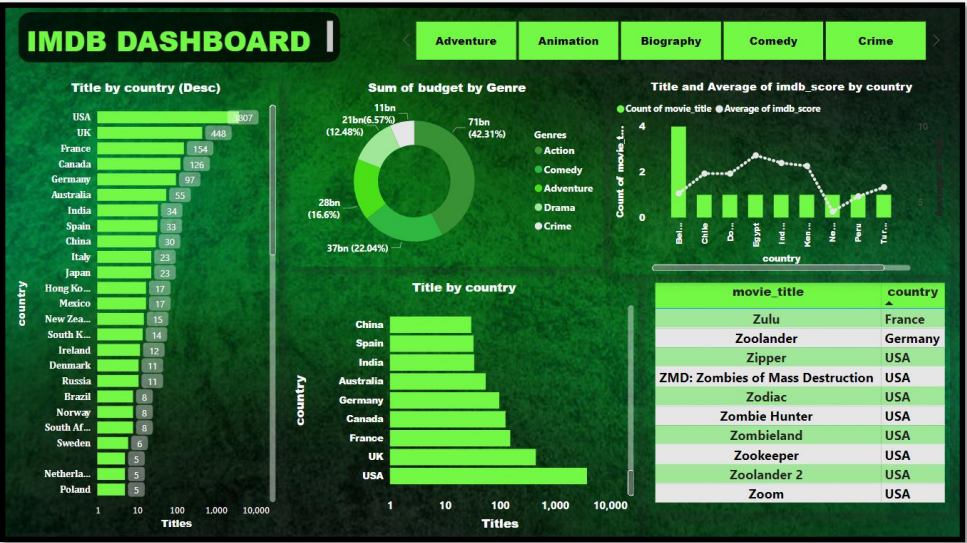 IMDB DASHBOARD
Adventure
Animation
Biography
Comedy
Crime
Title by country (Desc)
country
USA 3807
UK 448
France 154
Canada 126
Germany 97
Australia 55
India 34
Spain 33
China 30
Italy 23
Japan 23
Hong Ko... 17
Mexico 17
New Zea... 15
South K... 14
Ireland 12
Denmark 11
Russia 11
Brazil 8
Norway 8
South Af... 8
Sweden 6
5
Netherla... 5
Poland 5
1 10 100 1,000 10,000
Titles
Sum of budget by Genre
11bn
21bn(6.57%)
(12.48%)
71bn
(42.31%)
28bn
(16.6%)
37bn (22.04%)
Genres
Action
Comedy
Adventure
Drama
Crime
Title and Average of imdb_score by country
Count of movie_title Average of imdb_score
Count of movie_t...
4
2
0
10
5
Bel...
Chile
Do...
Egypt
Ind...
Ken...
Ne...
Peru
Tur...
country
Title by country
country
China
Spain
India
Australia
Germany
Canada
France
UK
USA
1 10 100 1,000 10,000
Titles
movie_title country
Zulu France
Zoolander Germany
Zipper USA
ZMD: Zombies of Mass Destruction USA
Zodiac USA
Zombie Hunter USA
Zombieland USA
Zookeeper USA
Zoolander 2 USA
Zoom USA